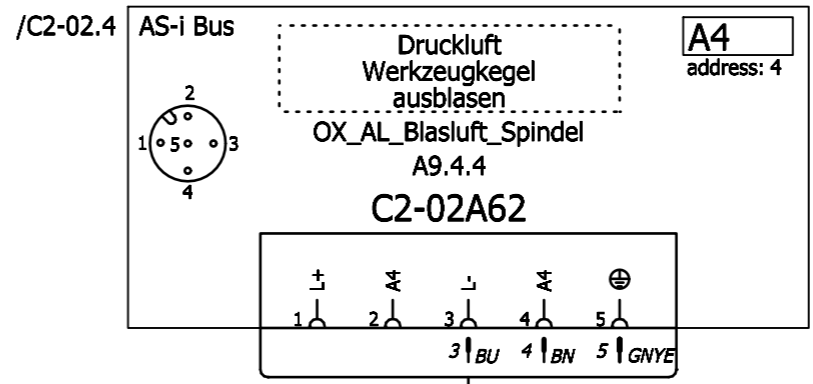 /C2-02.4 AS-i Bus
A4
address: 4
Druckluft
Werkzeugkegel
ausblasen
OX_AL_Blasluft_Spindel
A9.4.4
C2-02A62
2
1 5 3
4
L+ A4 L- A4
1 2 3 4 5
3 BU 4 BN 5 GNYE